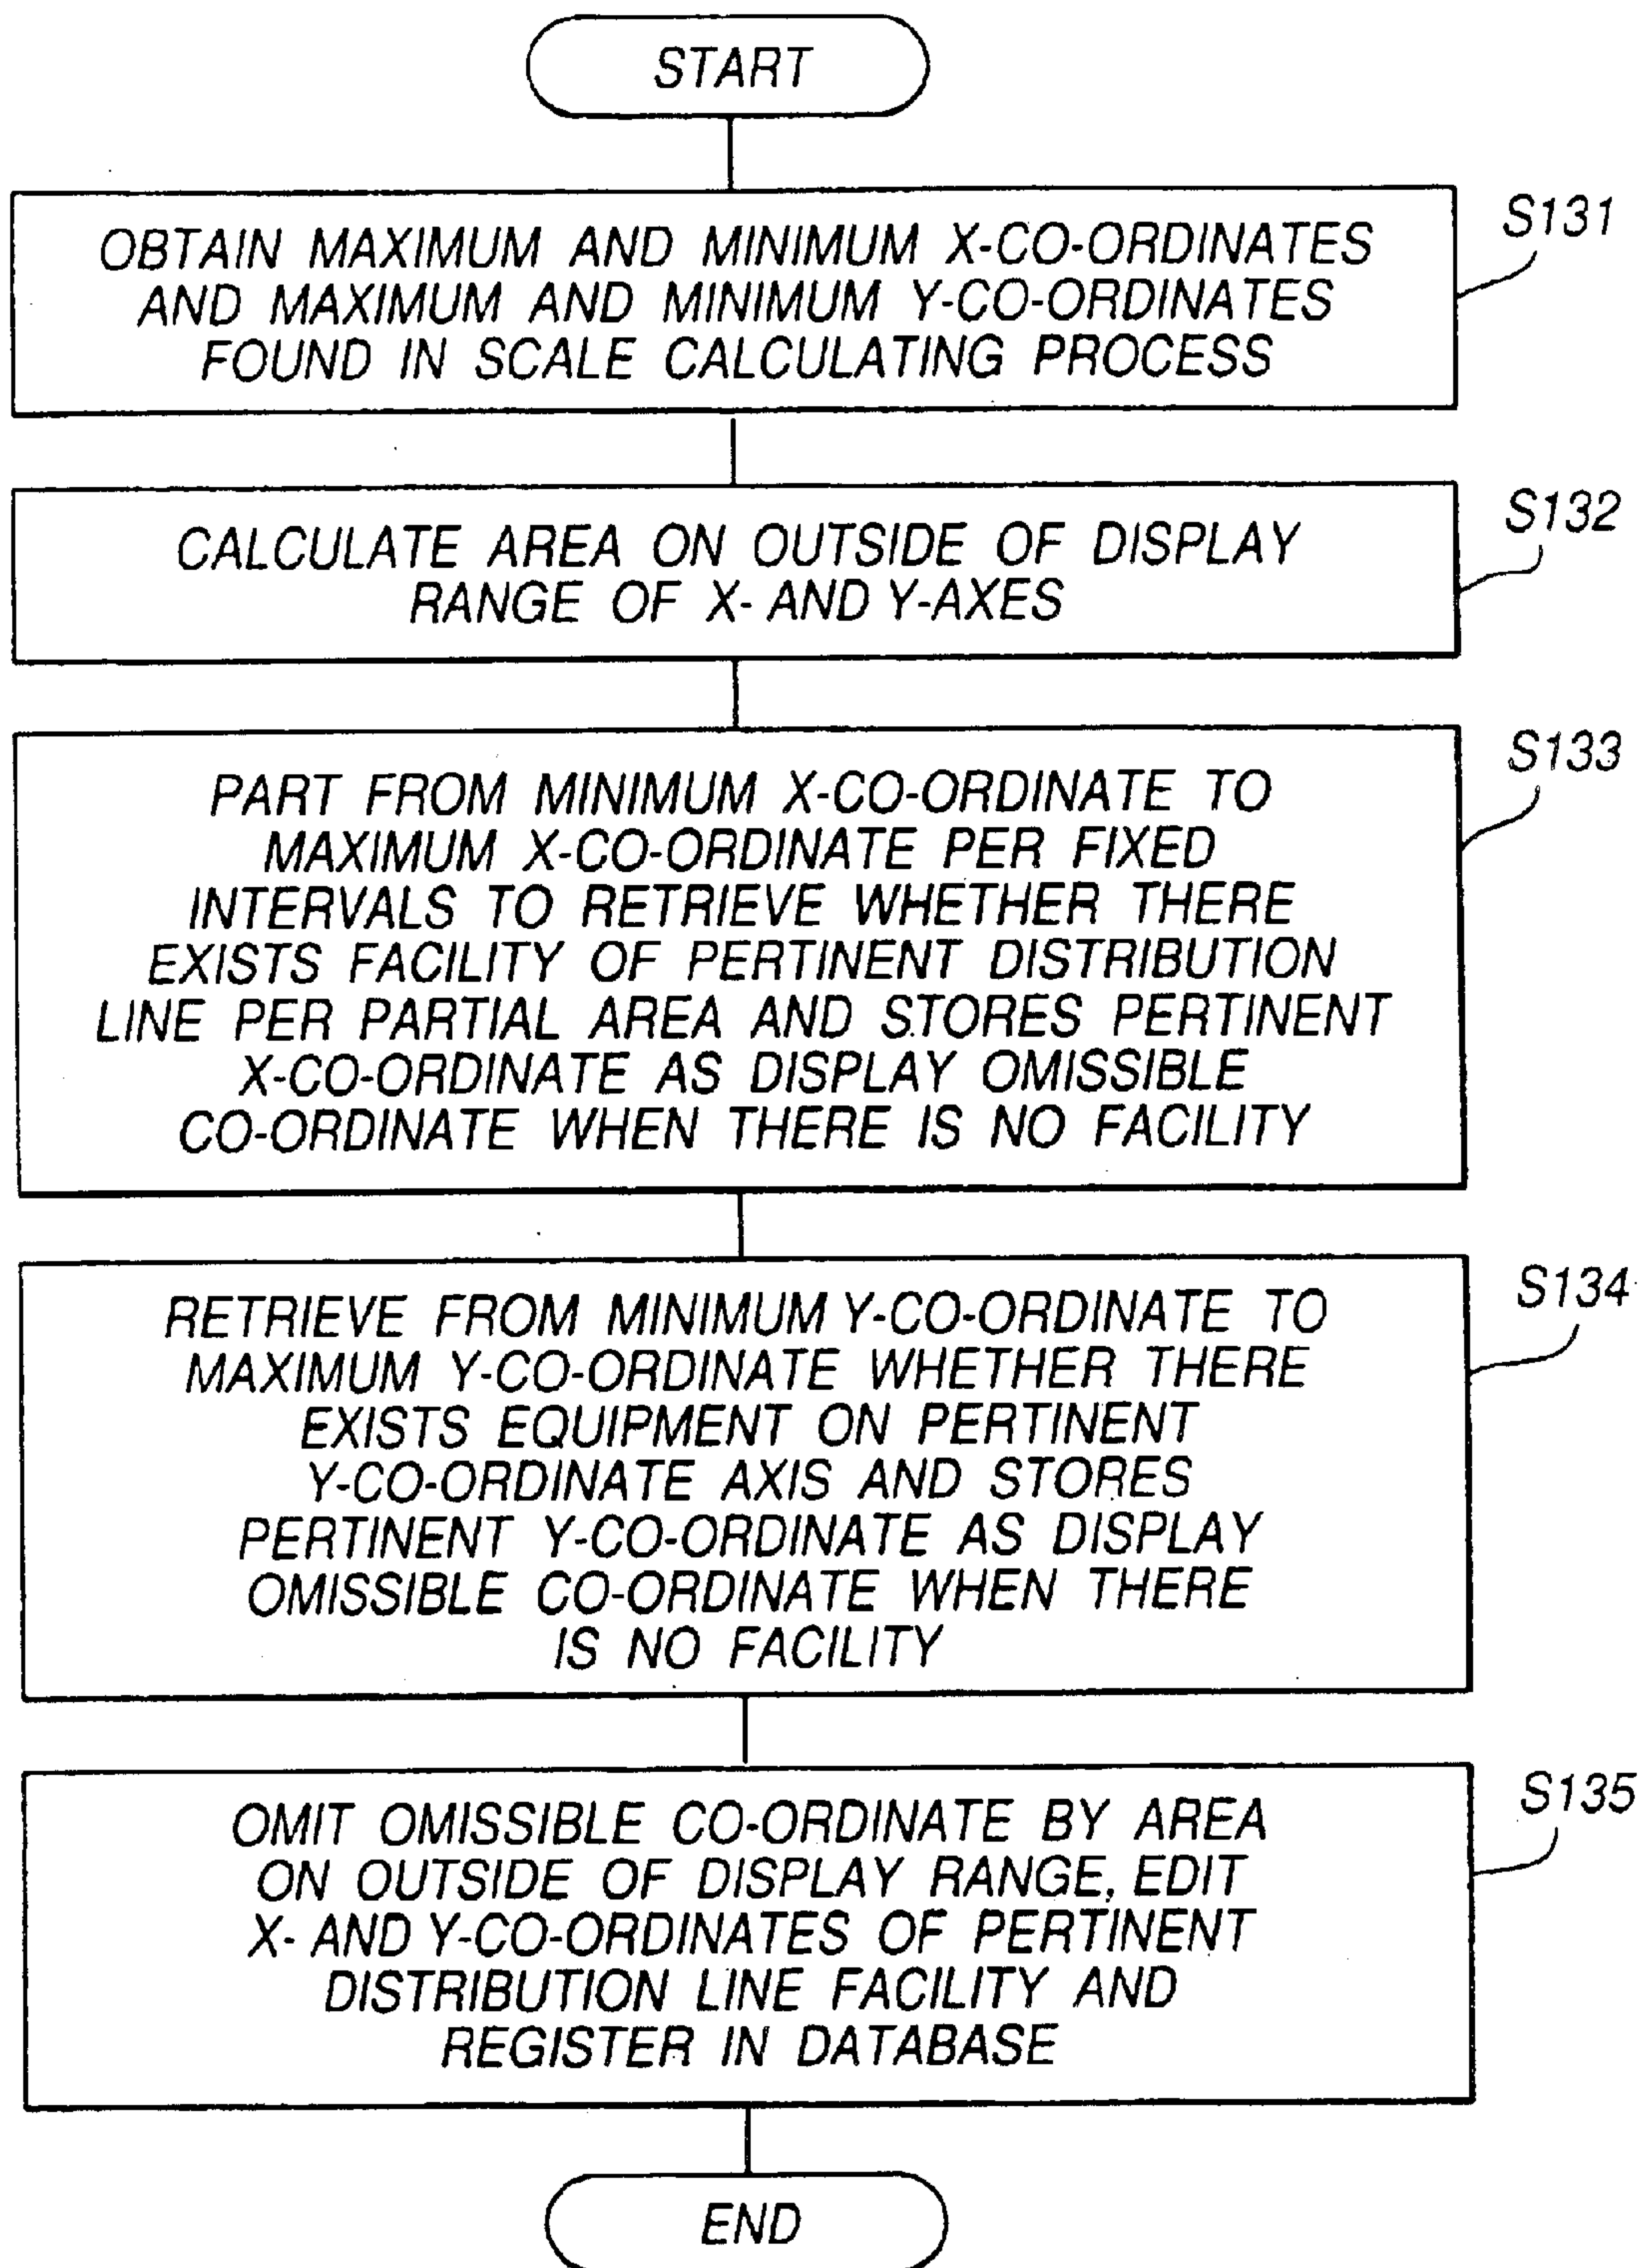 START
OBTAIN MAXIMUM AND MINIMUM X-CO-ORDINATES
AND MAXIMUM AND MINIMUM Y-CO-ORDINATES
FOUND IN SCALE CALCULATING PROCESS
S131
CALCULATE AREA ON OUTSIDE OF DISPLAY
RANGE OF X- AND Y-AXES
S132
PART FROM MINIMUM X-CO-ORDINATE TO
MAXIMUM X-CO-ORDINATE PER FIXED
INTERVALS TO RETRIEVE WHETHER THERE
EXISTS FACILITY OF PERTINENT DISTRIBUTION
LINE PER PARTIAL AREA AND STORES PERTINENT
X-CO-ORDINATE AS DISPLAY OMISSIBLE
CO-ORDINATE WHEN THERE IS NO FACILITY
S133
RETRIEVE FROM MINIMUM Y-CO-ORDINATE TO
MAXIMUM Y-CO-ORDINATE WHETHER THERE
EXISTS EQUIPMENT ON PERTINENT
Y-CO-ORDINATE AXIS AND STORES
PERTINENT Y-CO-ORDINATE AS DISPLAY
OMISSIBLE CO-ORDINATE WHEN THERE
IS NO FACILITY
S134
OMIT OMISSIBLE CO-ORDINATE BY AREA
ON OUTSIDE OF DISPLAY RANGE, EDIT
X- AND Y-CO-ORDINATES OF PERTINENT
DISTRIBUTION LINE FACILITY AND
REGISTER IN DATABASE
S135
END